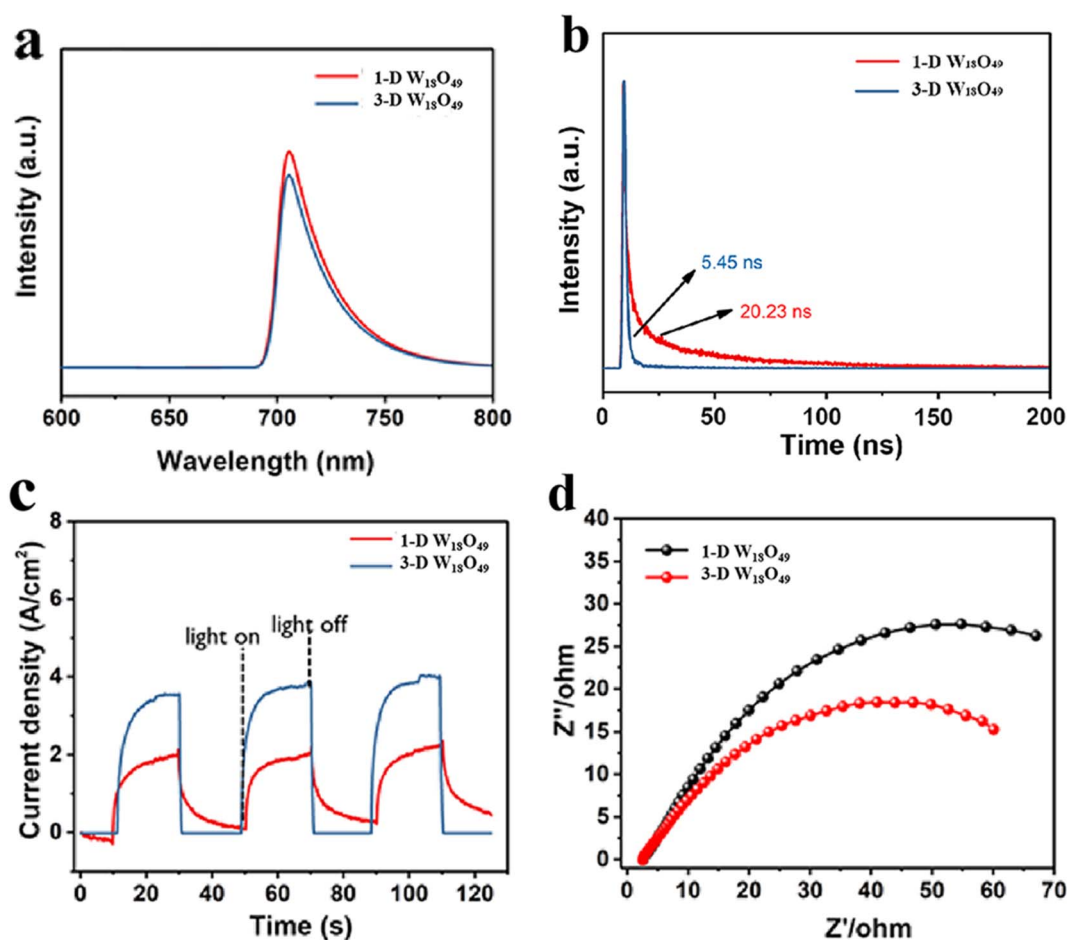 a
Intensity (a.u.)
1-D W₁₈O₄₉
3-D W₁₈O₄₉
600 650 700 750 800
Wavelength (nm)
b
Intensity (a.u.)
1-D W₁₈O₄₉
3-D W₁₈O₄₉
5.45 ns
20.23 ns
0 50 100 150 200
Time (ns)
c
Current density (A/cm²)
8
6
4
2
0
1-D W₁₈O₄₉
3-D W₁₈O₄₉
light on
light off
0 20 40 60 80 100 120
Time (s)
d
Z''/ohm
40
35
30
25
20
15
10
5
0
1-D W₁₈O₄₉
3-D W₁₈O₄₉
0 10 20 30 40 50 60 70
Z'/ohm